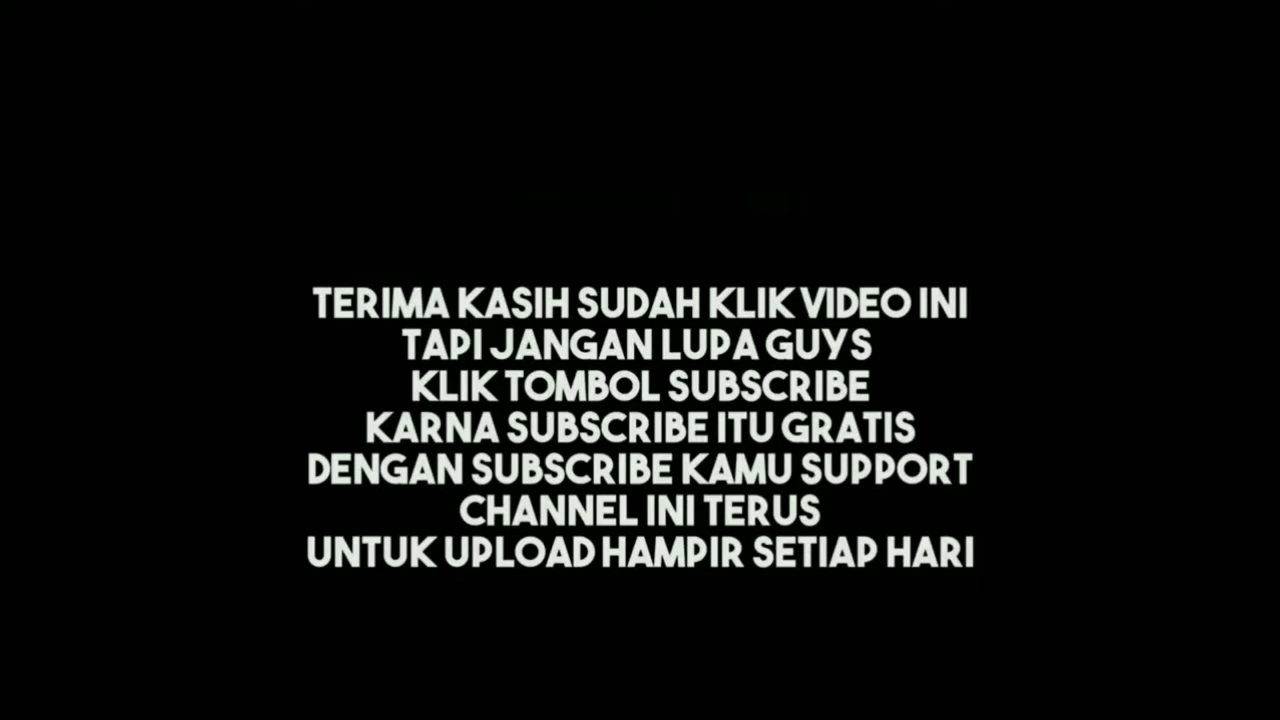 TERIMA KASIH SUDAH KLIK VIDEO INI
TAPI JANGAN LUPA GUYS
KLIK TOMBOL SUBSCRIBE
KARNA SUBSCRIBE ITU GRATIS
DENGAN SUBSCRIBE KAMU SUPPORT
CHANNEL INI TERUS
UNTUK UPLOAD HAMPIR SETIAP HARI